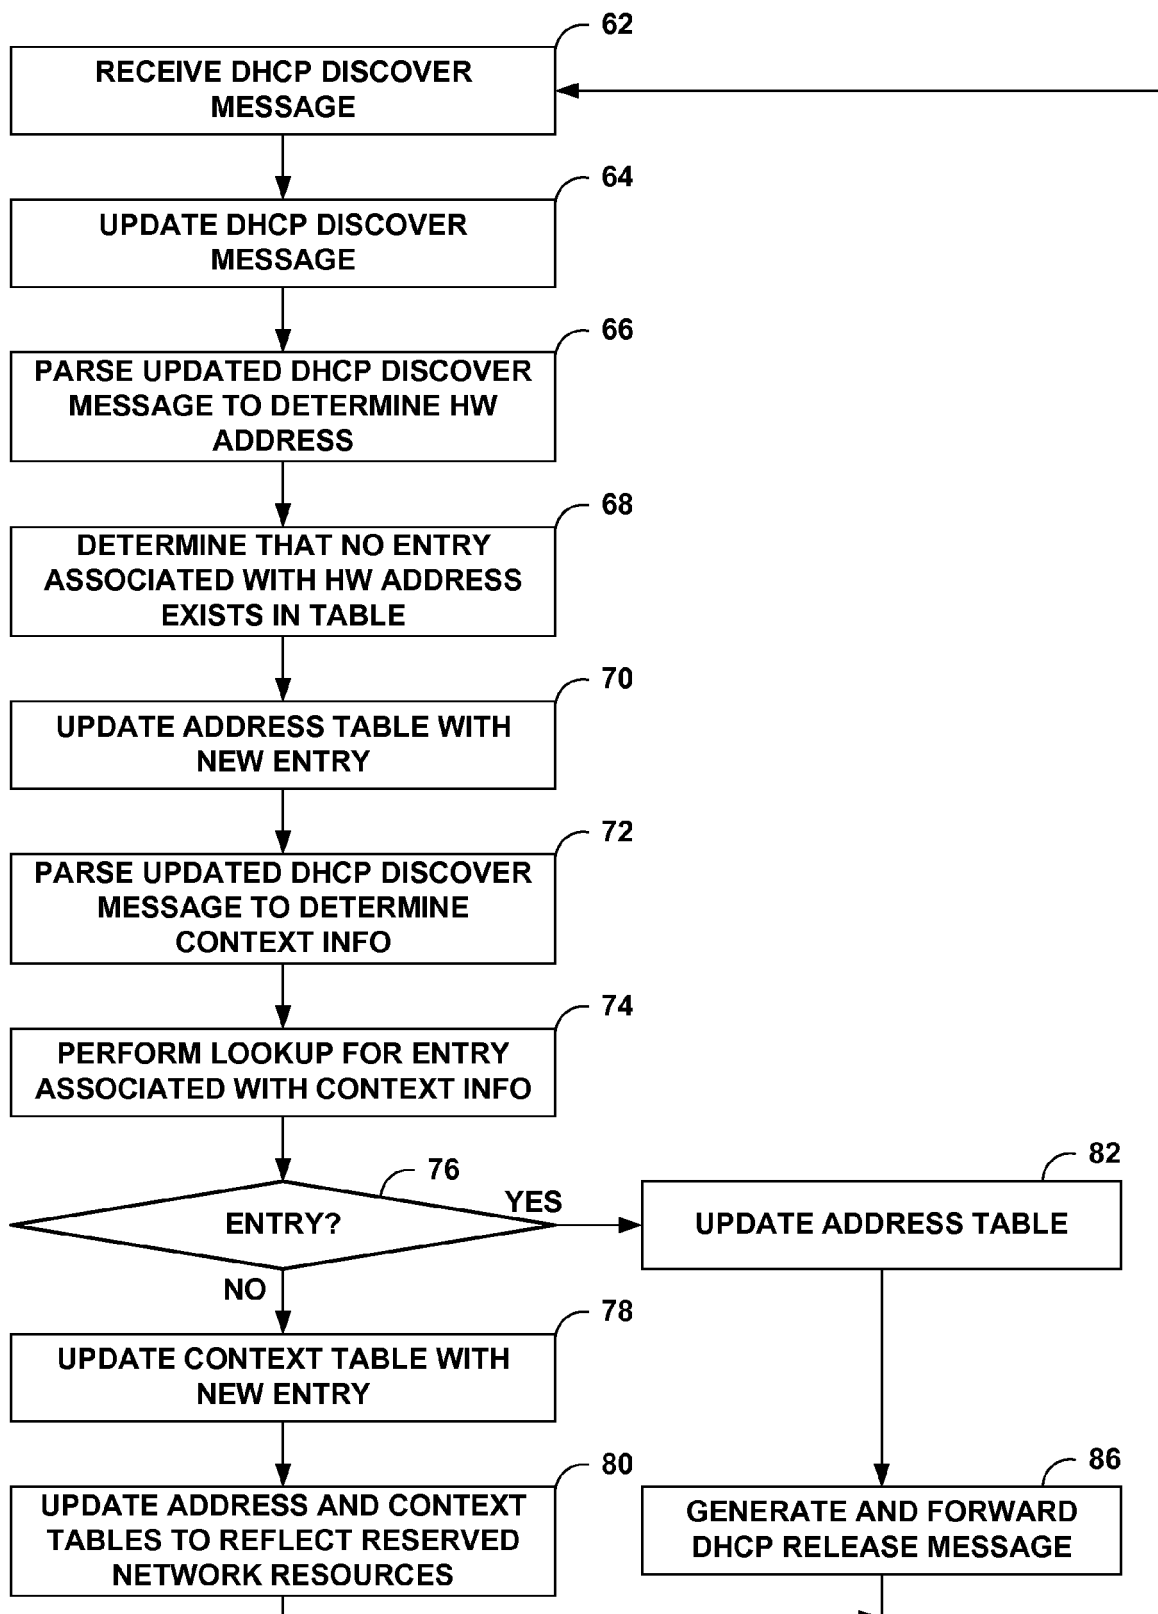 62
RECEIVE DHCP DISCOVER
MESSAGE
64
UPDATE DHCP DISCOVER
MESSAGE
66
PARSE UPDATED DHCP DISCOVER
MESSAGE TO DETERMINE HW
ADDRESS
68
DETERMINE THAT NO ENTRY
ASSOCIATED WITH HW ADDRESS
EXISTS IN TABLE
70
UPDATE ADDRESS TABLE WITH
NEW ENTRY
72
PARSE UPDATED DHCP DISCOVER
MESSAGE TO DETERMINE
CONTEXT INFO
74
PERFORM LOOKUP FOR ENTRY
ASSOCIATED WITH CONTEXT INFO
76
ENTRY?
YES
NO
82
UPDATE ADDRESS TABLE
78
UPDATE CONTEXT TABLE WITH
NEW ENTRY
80
UPDATE ADDRESS AND CONTEXT
TABLES TO REFLECT RESERVED
NETWORK RESOURCES
86
GENERATE AND FORWARD
DHCP RELEASE MESSAGE